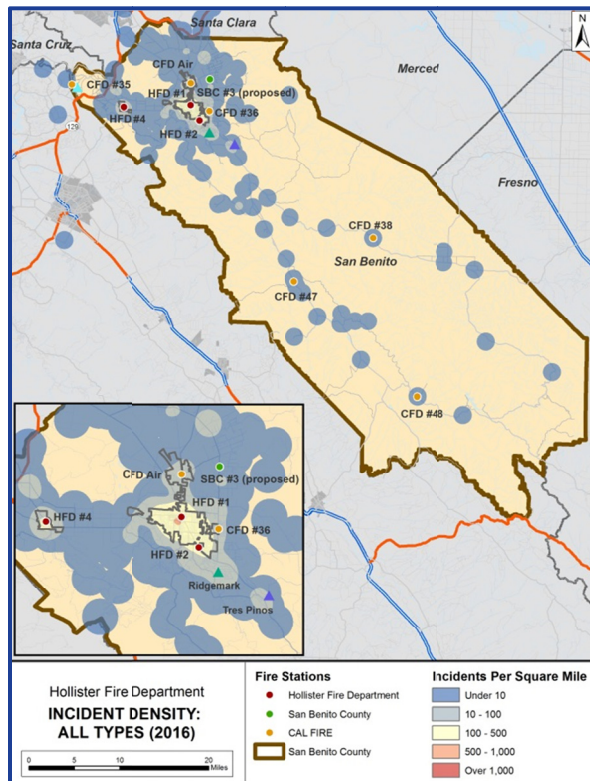 Santa Clara
Santa Cruz
N
CFD Air
Merced
CFD #35
HFD #1
SBC #3 (proposed)
HFD #4
CFD #36
129
HFD #2
Fresno
CFD #38
San Benito
CFD #47
CFD #48
CFD Air
SBC #3 (proposed)
HFD #1
HFD #4
CFD #36
HFD #2
Ridgemark
Tres Pinos
Hollister Fire Department
INCIDENT DENSITY:
ALL TYPES (2016)
0 5 10 20
Miles
Fire Stations
Hollister Fire Department
San Benito County
CAL FIRE
San Benito County
Incidents Per Square Mile
Under 10
10 - 100
100 - 500
500 - 1,000
Over 1,000